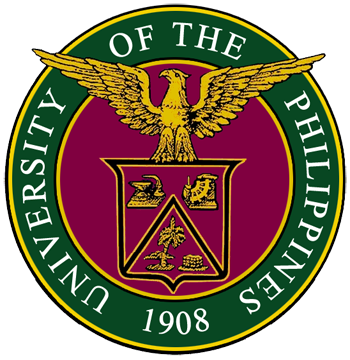 UNIVERSITY OF THE PHILIPPINES
1908